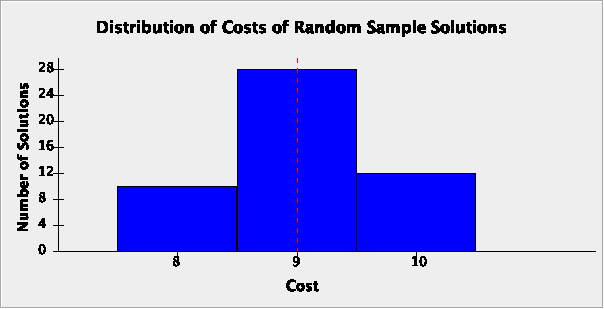 Distribution of Costs of Random Sample Solutions
Number of Solutions
28
24
20
16
12
8
4
0
8 9 10
Cost